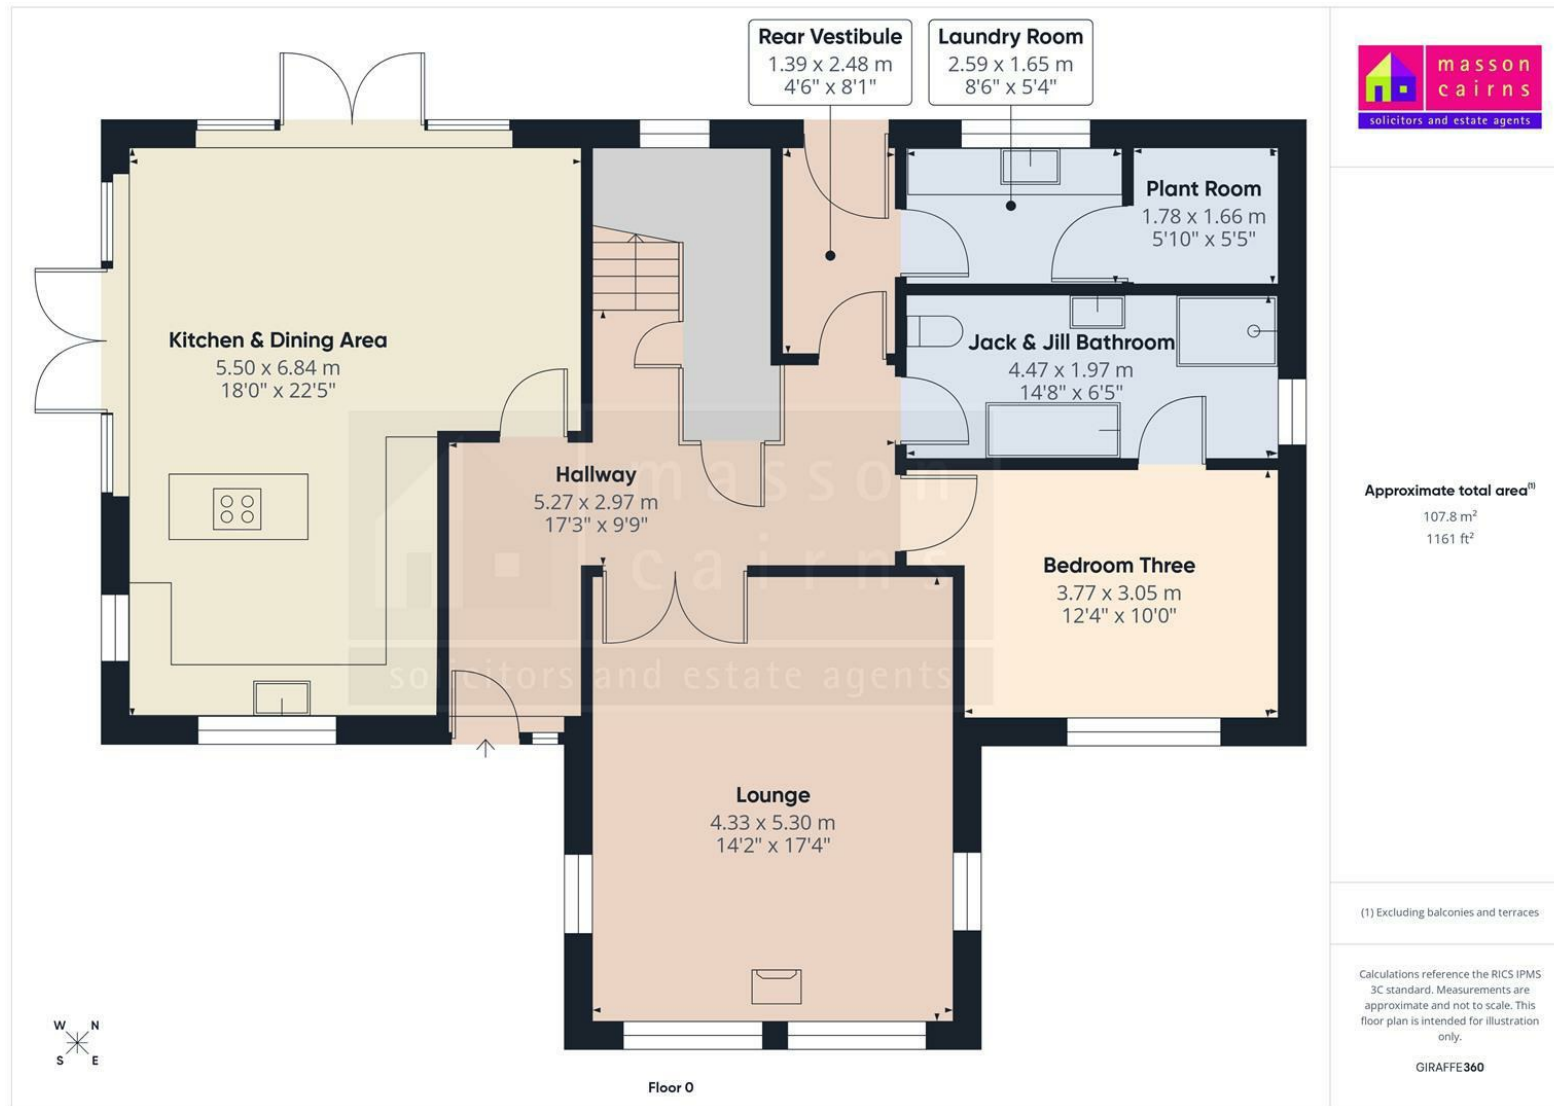 Rear Vestibule
1.39 x 2.48 m
4'6" x 8'1"
Laundry Room
2.59 x 1.65 m
8'6" x 5'4"
masson
cairns
solicitors and estate agents
Plant Room
1.78 x 1.66 m
5'10" x 5'5"
Kitchen & Dining Area
5.50 x 6.84 m
18'0" x 22'5"
Jack & Jill Bathroom
4.47 x 1.97 m
14'8" x 6'5"
Hallway
5.27 x 2.97 m
17'3" x 9'9"
masson
cairns
solicitors and estate agents
Bedroom Three
3.77 x 3.05 m
12'4" x 10'0"
Lounge
4.33 x 5.30 m
14'2" x 17'4"
Approximate total area(1)
107.8 m²
1161 ft²
(1) Excluding balconies and terraces
Calculations reference the RICS IPMS
3C standard. Measurements are
approximate and not to scale. This
floor plan is intended for illustration
only.
GIRAFFE360
W N
S E
Floor 0